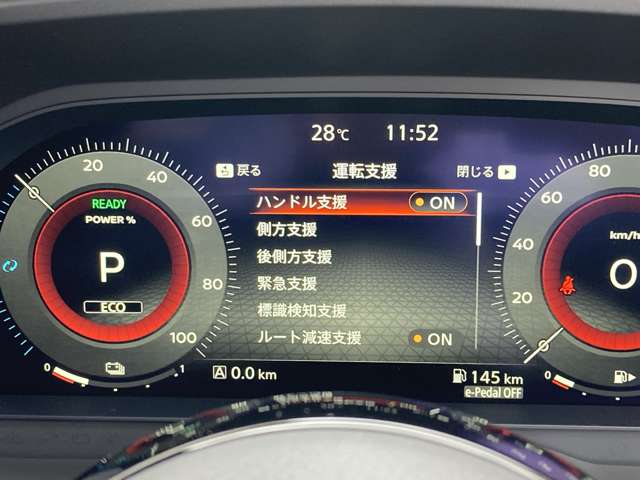 28℃ 11:52
戻る 運転支援 閉じる
ハンドル支援 ON
側方支援
後側方支援
緊急支援
標識検知支援
ルート減速支援 ON
0 20 40 60 80 100
READY
POWER %
P
ECO
0 1
A 0.0 km
145 km
e-Pedal OFF
0 20 40 60 80
km/h
0
0